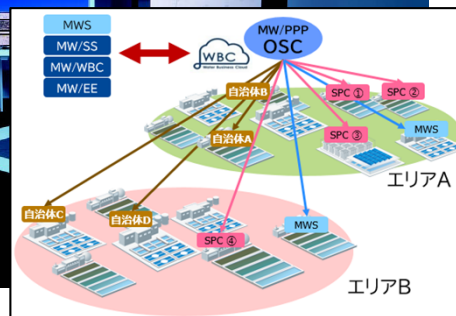 MWS
MW/SS
MW/WBC
MW/EE
WBC
Water Business Cloud
MW/PPP
OSC
自治体B
SPC ①
SPC ②
自治体A
SPC ③
MWS
エリアA
自治体C
自治体D
SPC ④
MWS
エリアB